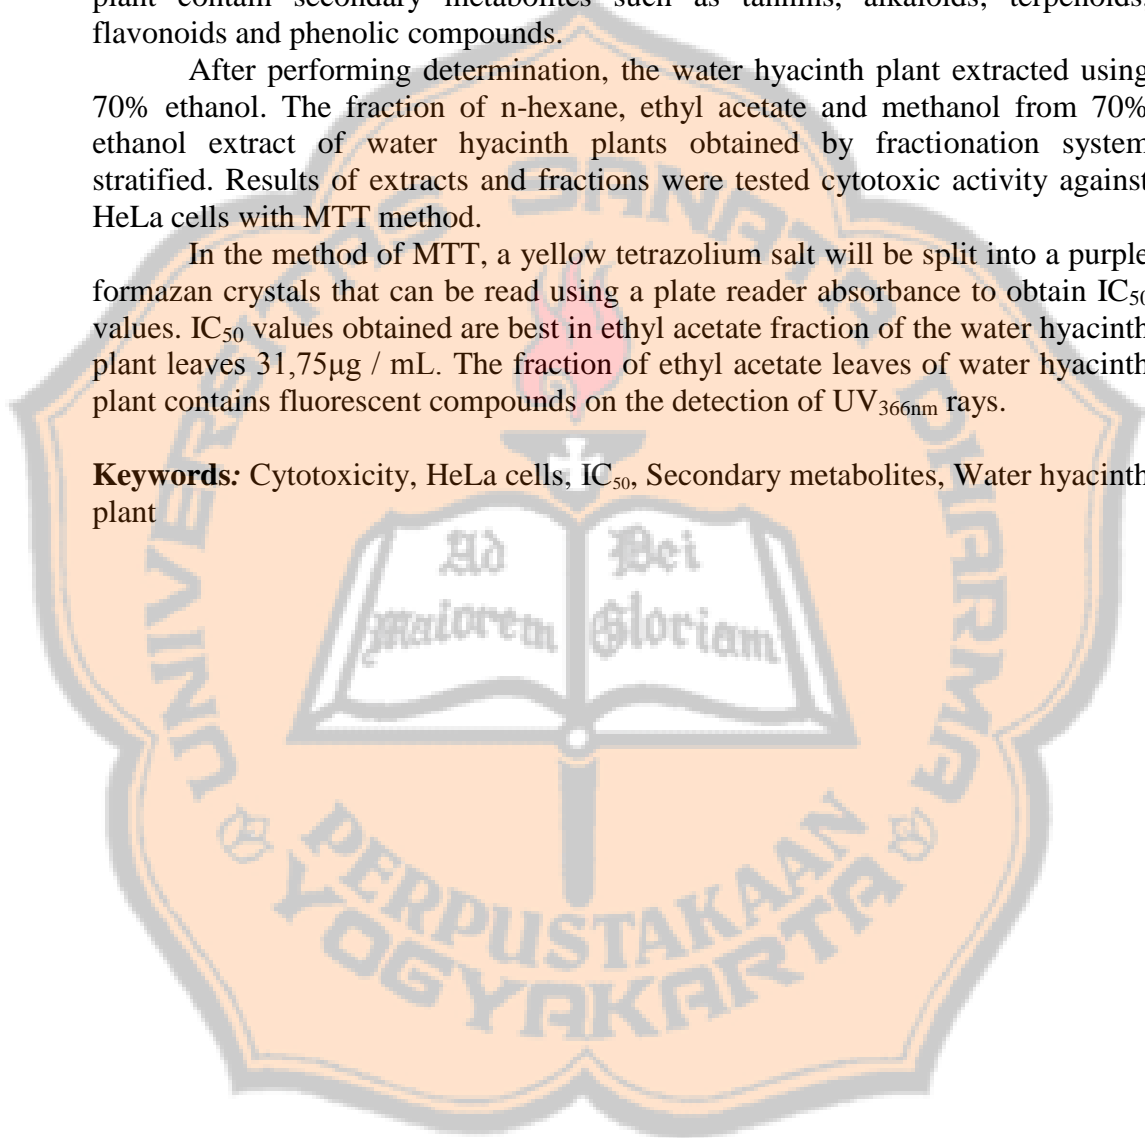 plant contain secondary metabolites such as tannins, alkaloids, terpenoids,
flavonoids and phenolic compounds.
After performing determination, the water hyacinth plant extracted using
70% ethanol. The fraction of n-hexane, ethyl acetate and methanol from 70%
ethanol extract of water hyacinth plants obtained by fractionation system
stratified. Results of extracts and fractions were tested cytotoxic activity against
HeLa cells with MTT method.
In the method of MTT, a yellow tetrazolium salt will be split into a purple
formazan crystals that can be read using a plate reader absorbance to obtain IC50
values. IC50 values obtained are best in ethyl acetate fraction of the water hyacinth
plant leaves 31,75µg / mL. The fraction of ethyl acetate leaves of water hyacinth
plant contains fluorescent compounds on the detection of UV366nm rays.
Keywords: Cytotoxicity, HeLa cells, IC50, Secondary metabolites, Water hyacinth
plant
UNIVERSITAS SANATA DHARMA
Ad Dei
Maiorem Gloriam
PERPUSTAKAAN
YOGYAKARTA